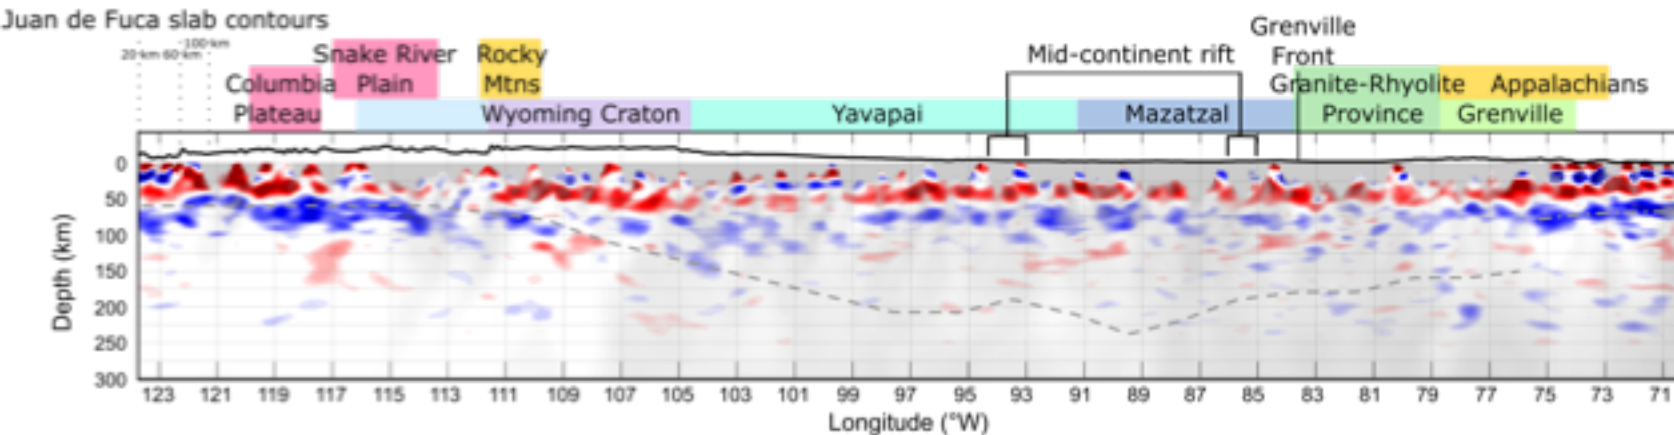 Juan de Fuca slab contours
20 km 60 km 100 km
Columbia
Plateau
Snake River
Plain
Rocky
Mtns
Wyoming Craton
Yavapai
Mid-continent rift
Mazatzal
Grenville
Front
Granite-Rhyolite
Province
Appalachians
Grenville
Depth (km)
0
50
100
150
200
250
300
123 121 119 117 115 113 111 109 107 105 103 101 99 97 95 93 91 89 87 85 83 81 79 77 75 73 71
Longitude (°W)